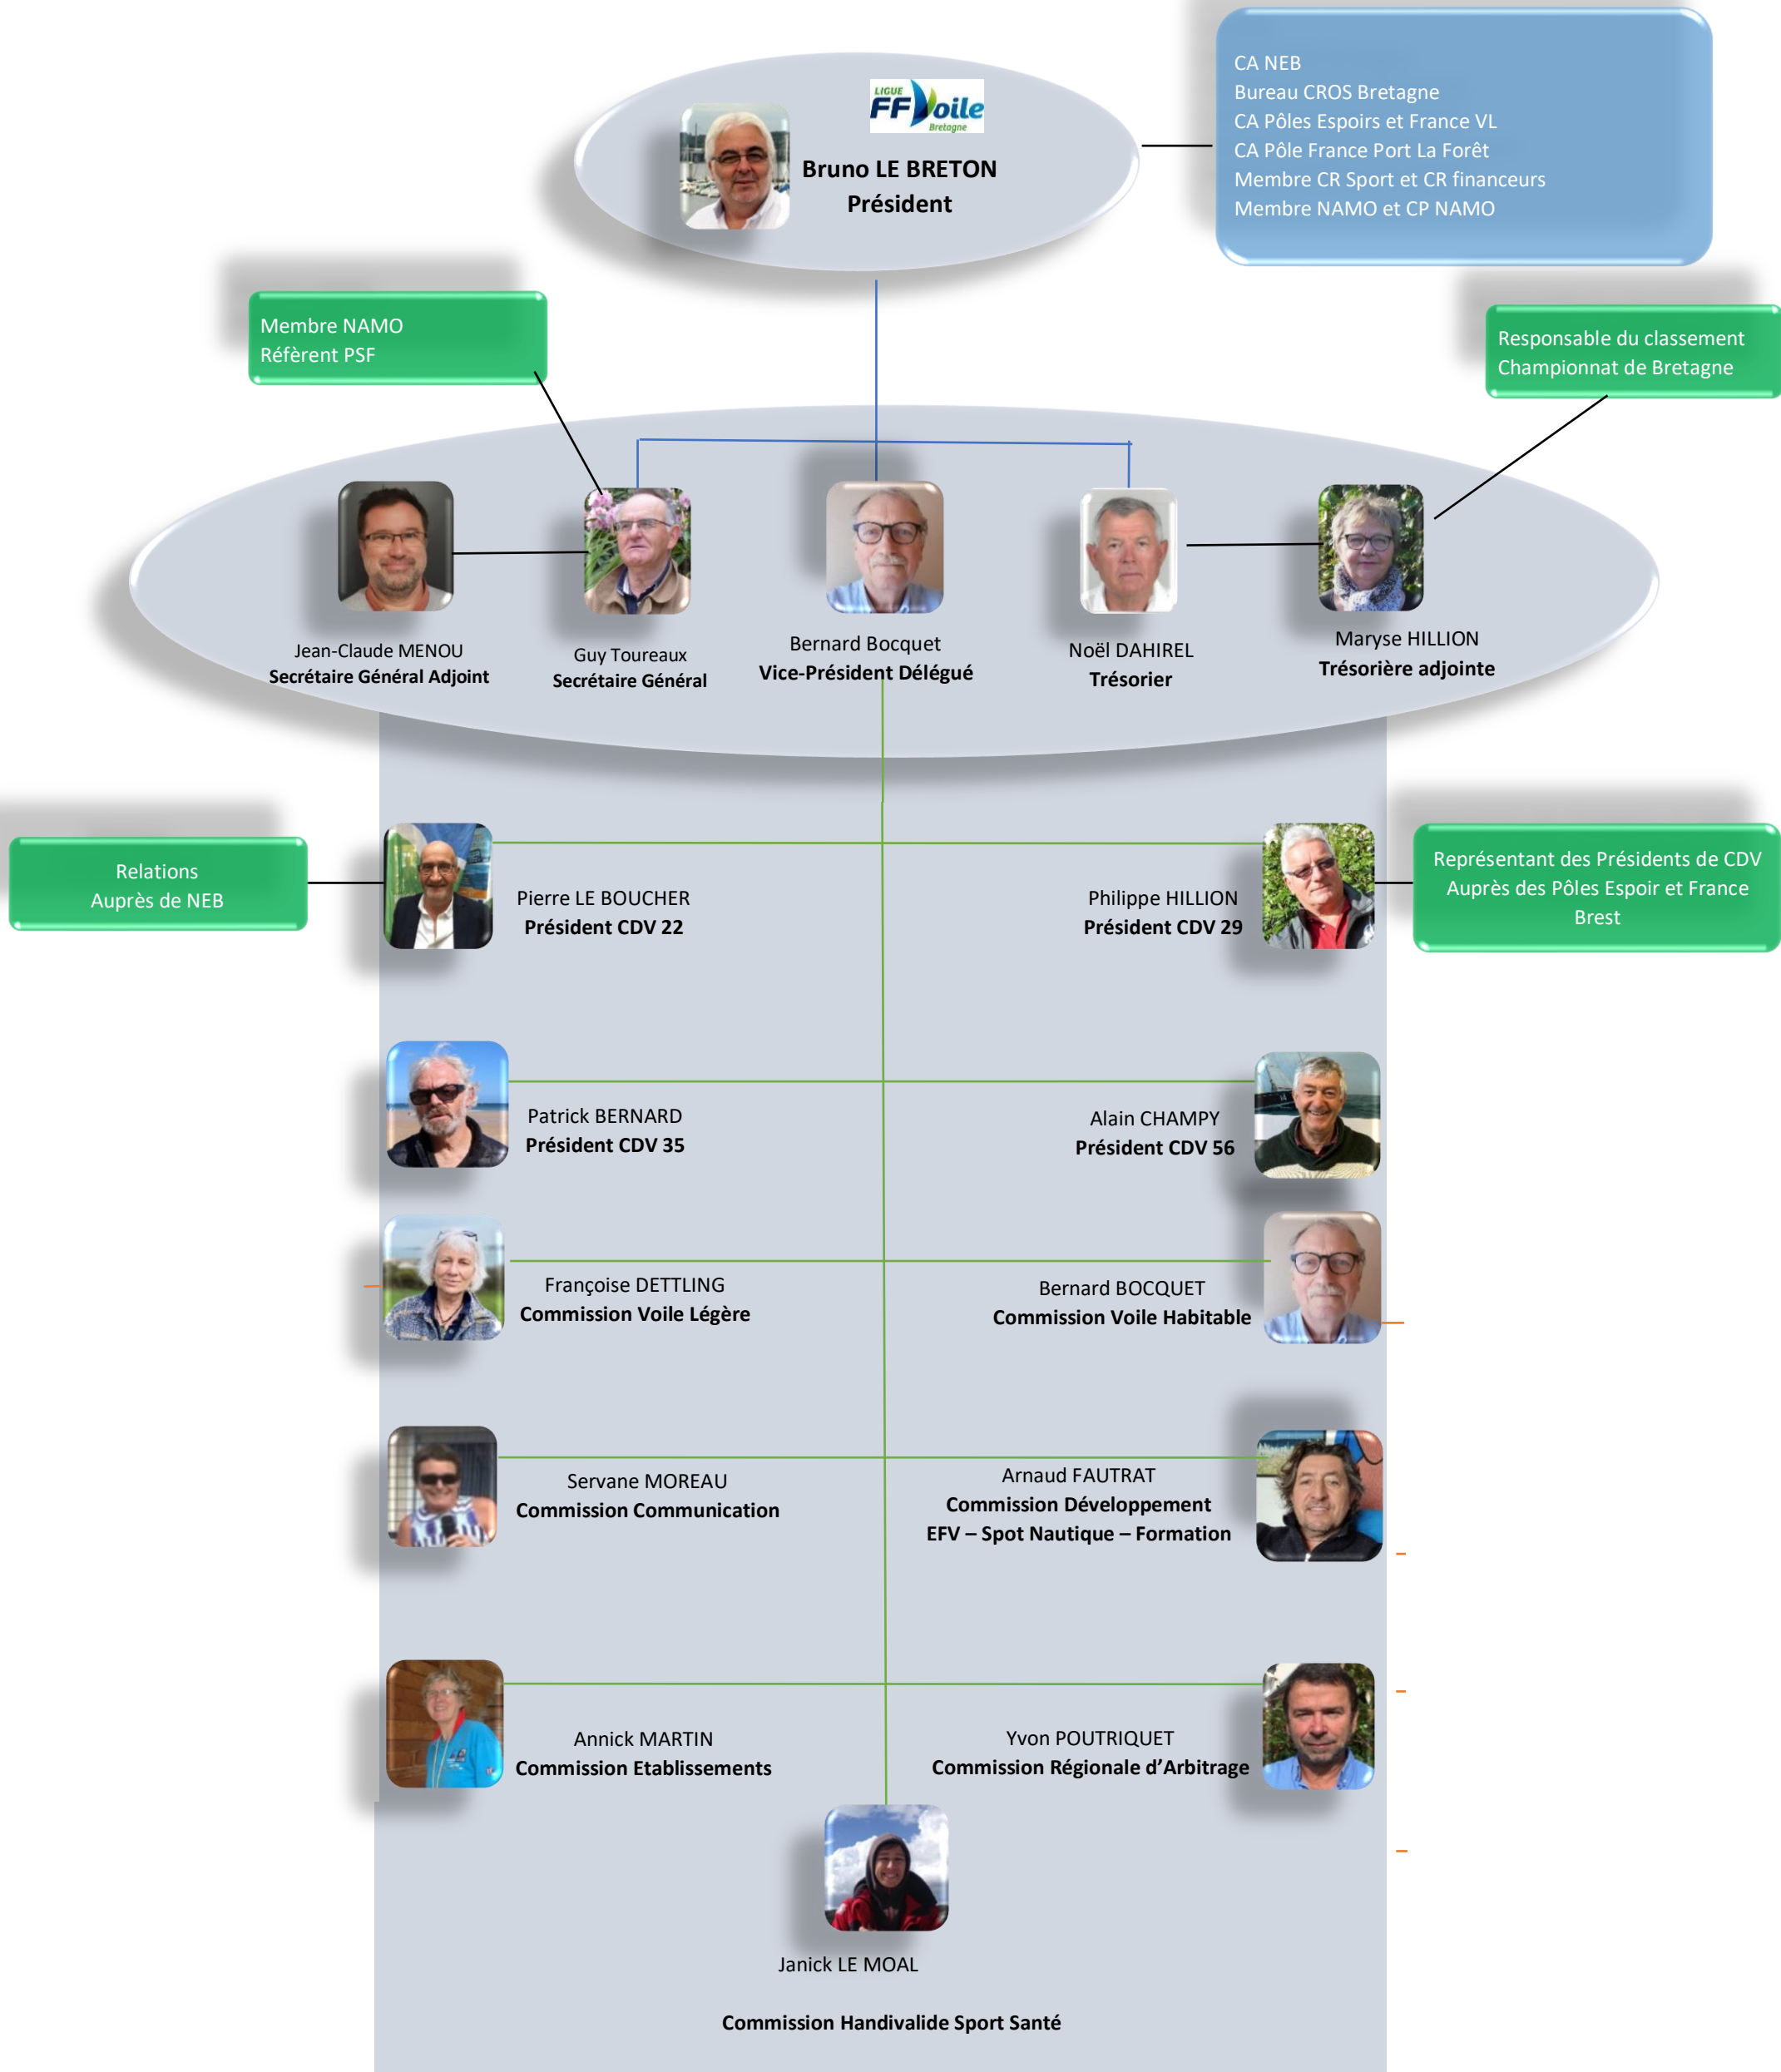 LIGUE
FFVoile
Bretagne
Bruno LE BRETON
Président
CA NEB
Bureau CROS Bretagne
CA Pôles Espoirs et France VL
CA Pôle France Port La Forêt
Membre CR Sport et CR financeurs
Membre NAMO et CP NAMO
Membre NAMO
Réfèrent PSF
Responsable du classement
Championnat de Bretagne
Jean-Claude MENOU
Secrétaire Général Adjoint
Guy Toureaux
Secrétaire Général
Bernard Bocquet
Vice-Président Délégué
Noël DAHIREL
Trésorier
Maryse HILLION
Trésorière adjointe
Relations
Auprès de NEB
Pierre LE BOUCHER
Président CDV 22
Philippe HILLION
Président CDV 29
Représentant des Présidents de CDV
Auprès des Pôles Espoir et France
Brest
Patrick BERNARD
Président CDV 35
Alain CHAMPY
Président CDV 56
Françoise DETTLING
Commission Voile Légère
Bernard BOCQUET
Commission Voile Habitable
Servane MOREAU
Commission Communication
Arnaud FAUTRAT
Commission Développement
EFV – Spot Nautique – Formation
Annick MARTIN
Commission Etablissements
Yvon POUTRIQUET
Commission Régionale d’Arbitrage
Janick LE MOAL
Commission Handivalide Sport Santé